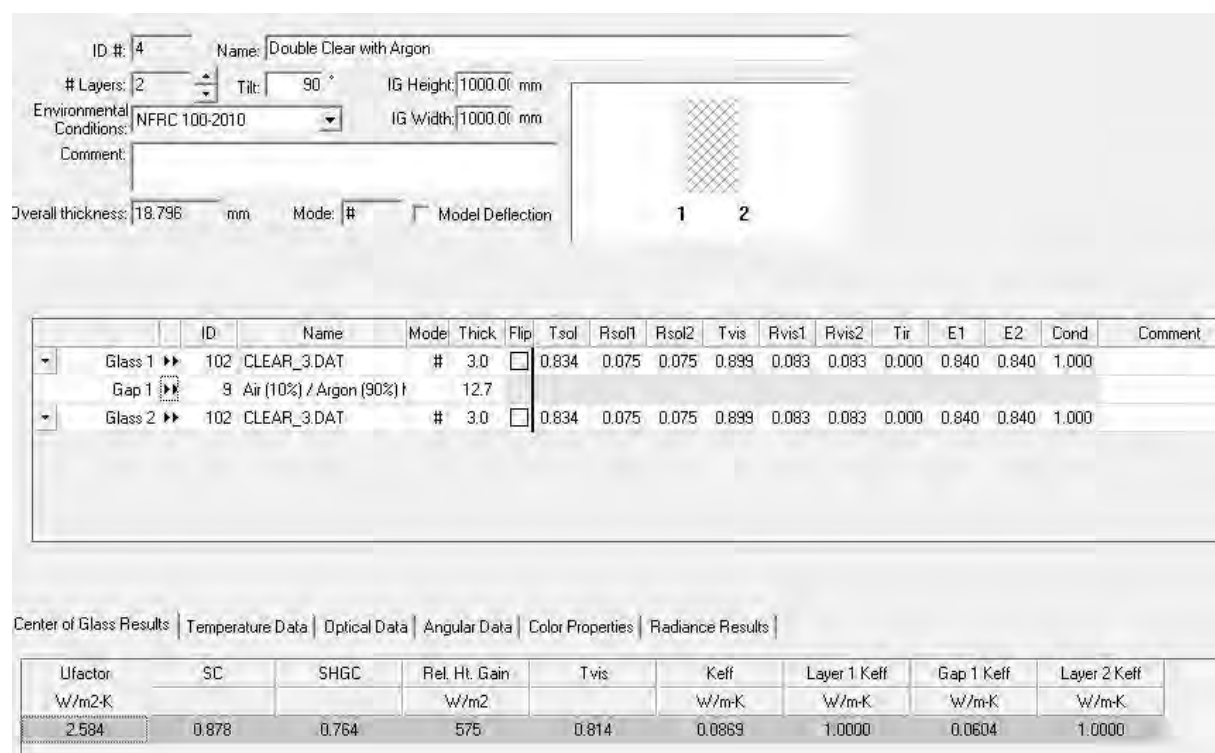 ID #: 4 Name: Double Clear with Argon
# Layers: 2 Tilt: 90 ° IG Height: 1000.0 mm
Environmental Conditions: NFRC 100-2010 IG Width: 1000.0 mm
Comment:
Overall thickness: 18.796 mm Mode: # Model Deflection
1 2
ID Name Mode Thick Flip Tsol Rsol1 Rsol2 Tvis Rvis1 Rvis2 Tir E1 E2 Cond Comment
Glass 1 102 CLEAR_3.DAT # 3.0 0.834 0.075 0.075 0.899 0.083 0.083 0.000 0.840 0.840 1.000
Gap 1 9 Air (10%) / Argon (90%) 12.7
Glass 2 102 CLEAR_3.DAT # 3.0 0.834 0.075 0.075 0.899 0.083 0.083 0.000 0.840 0.840 1.000
Center of Glass Results Temperature Data Optical Data Angular Data Color Properties Radiance Results
Ufactor SC SHGC Rel. Ht. Gain Tvis Keff Layer 1 Keff Gap 1 Keff Layer 2 Keff
W/m2-K W/m2 W/m-K W/m-K W/m-K W/m-K
2.584 0.878 0.764 575 0.814 0.0869 1.0000 0.0604 1.0000